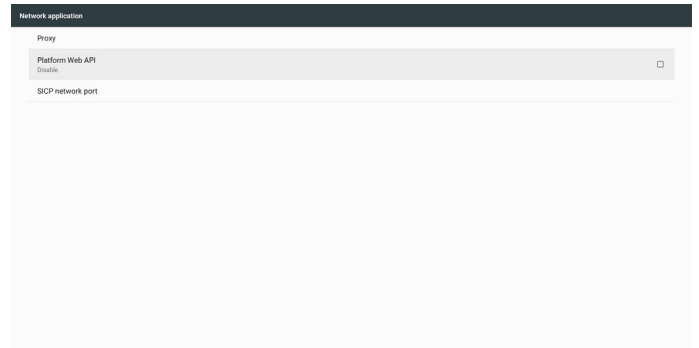 Network application
Proxy
Platform Web API
Disable
SICP network port